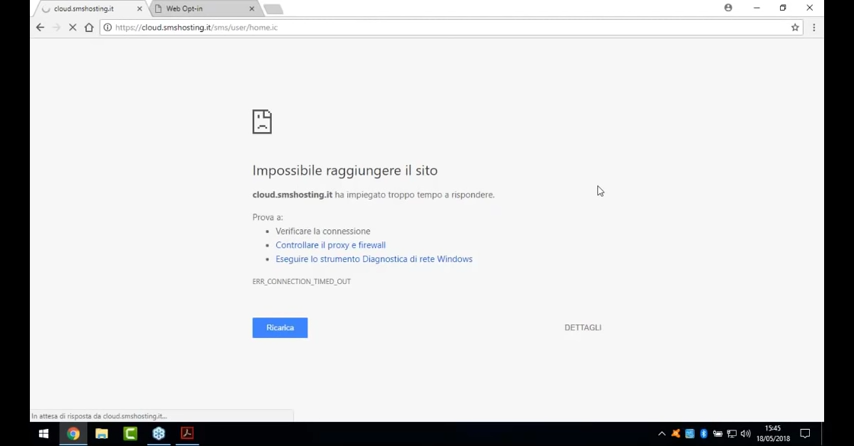 cloud.smshosting.it
Web Opt-in
https://cloud.smshosting.it/sms/user/home.ic
Impossibile raggiungere il sito
cloud.smshosting.it ha impiegato troppo tempo a rispondere.
Prova a:
Verificare la connessione
Controllare il proxy e firewall
Eseguire lo strumento Diagnostica di rete Windows
ERR_CONNECTION_TIMED_OUT
Ricarica
DETTAGLI
In attesa di risposta da cloud.smshosting.it...
15:45
18/05/2018